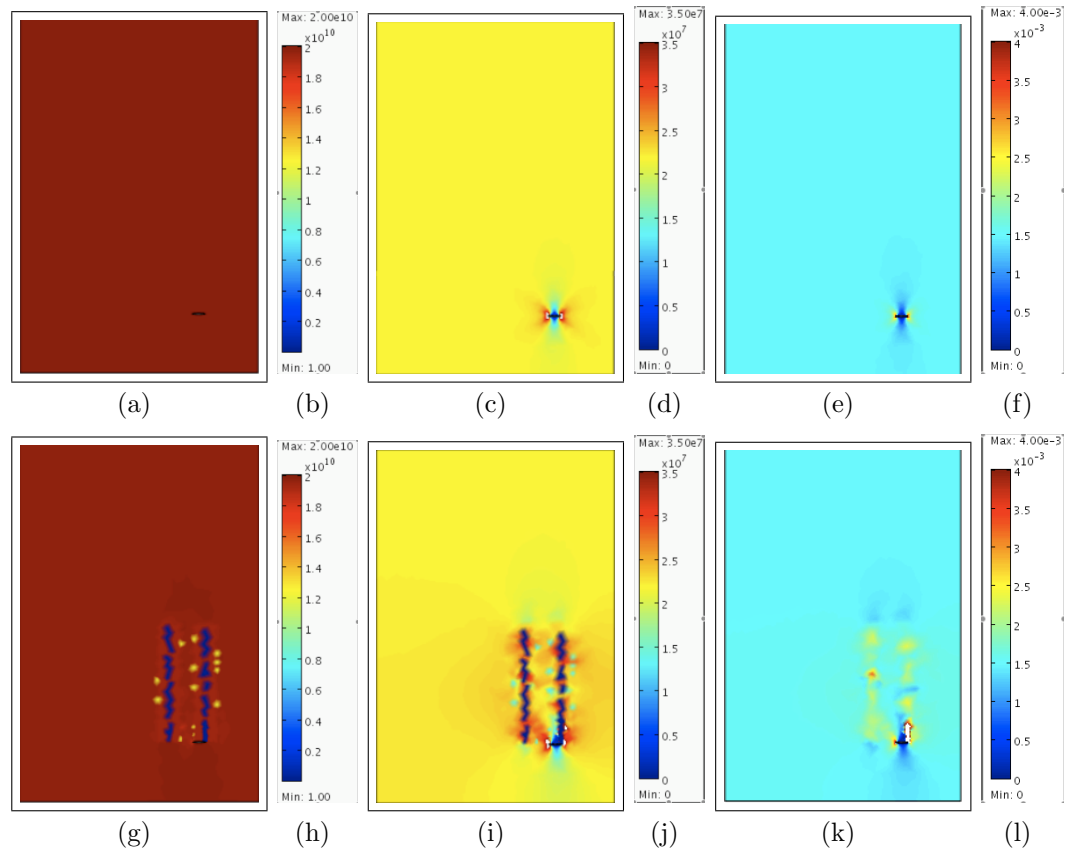 Max: 2.00e10
x10^10
2
1.8
1.6
1.4
1.2
1
0.8
0.6
0.4
0.2
Min: 1.00
Max: 3.50e7
x10^7
3.5
3
2.5
2
1.5
1
0.5
0
Min: 0
Max: 4.00e-3
x10^-3
4
3.5
3
2.5
2
1.5
1
0.5
0
Min: 0
(a) (b) (c) (d) (e) (f)
Max: 2.00e10
x10^10
2
1.8
1.6
1.4
1.2
1
0.8
0.6
0.4
0.2
Min: 1.00
Max: 3.50e7
x10^7
3.5
3
2.5
2
1.5
1
0.5
0
Min: 0
Max: 4.00e-3
x10^-3
4
3.5
3
2.5
2
1.5
1
0.5
0
Min: 0
(g) (h) (i) (j) (k) (l)